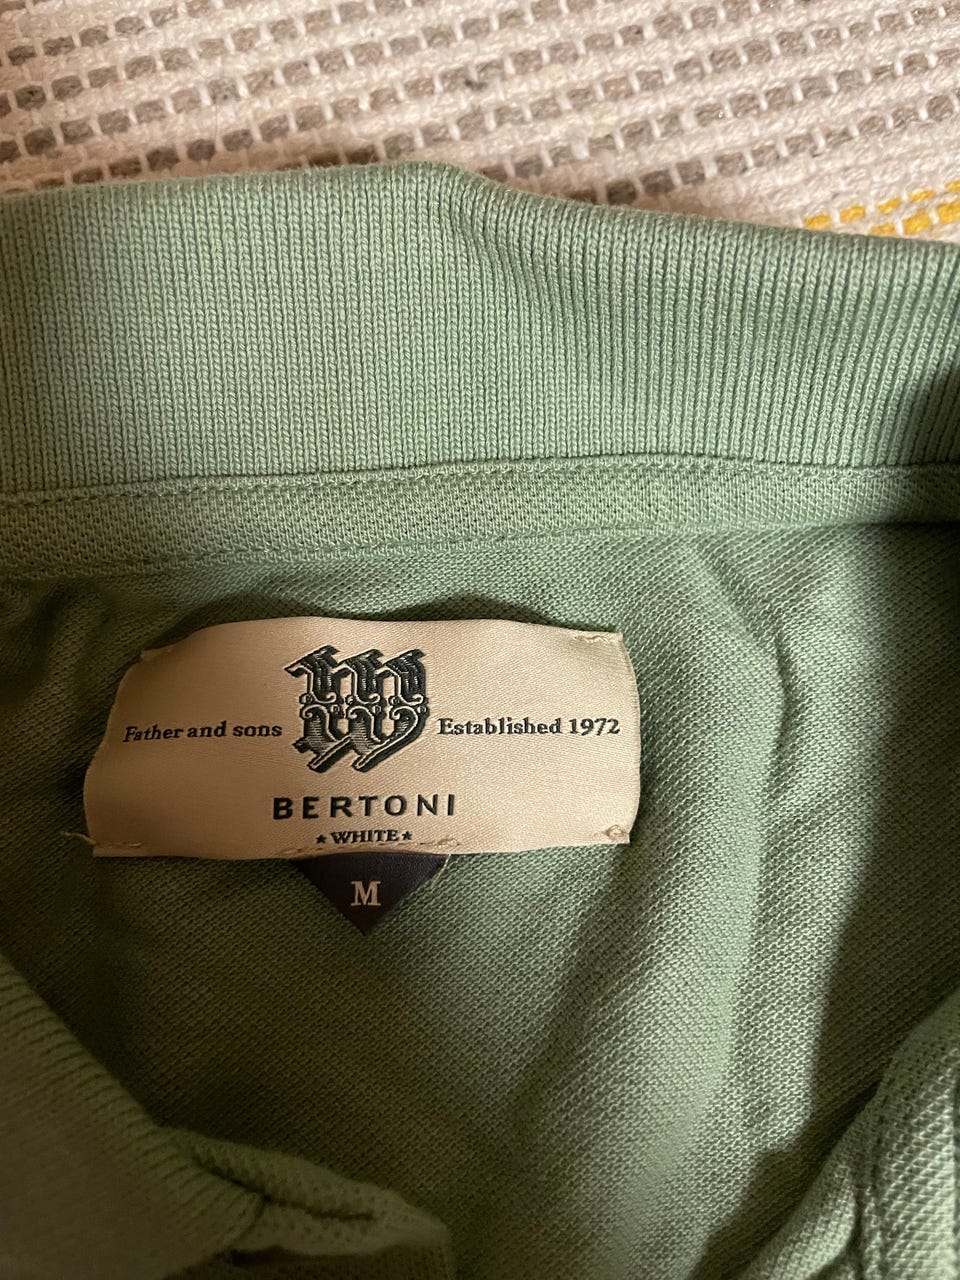 Father and sons W Established 1972
BERTONI
★ WHITE ★
M